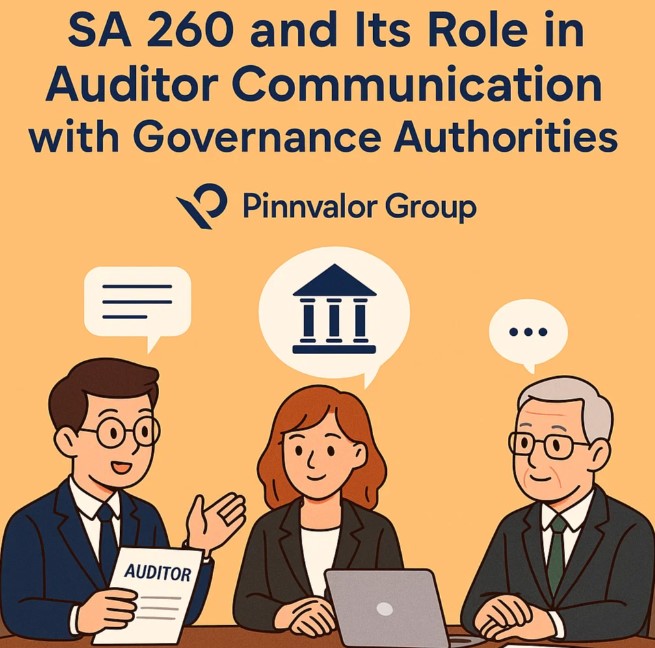 SA 260 and Its Role in
Auditor Communication
with Governance Authorities
Pinnvalor Group
AUDITOR